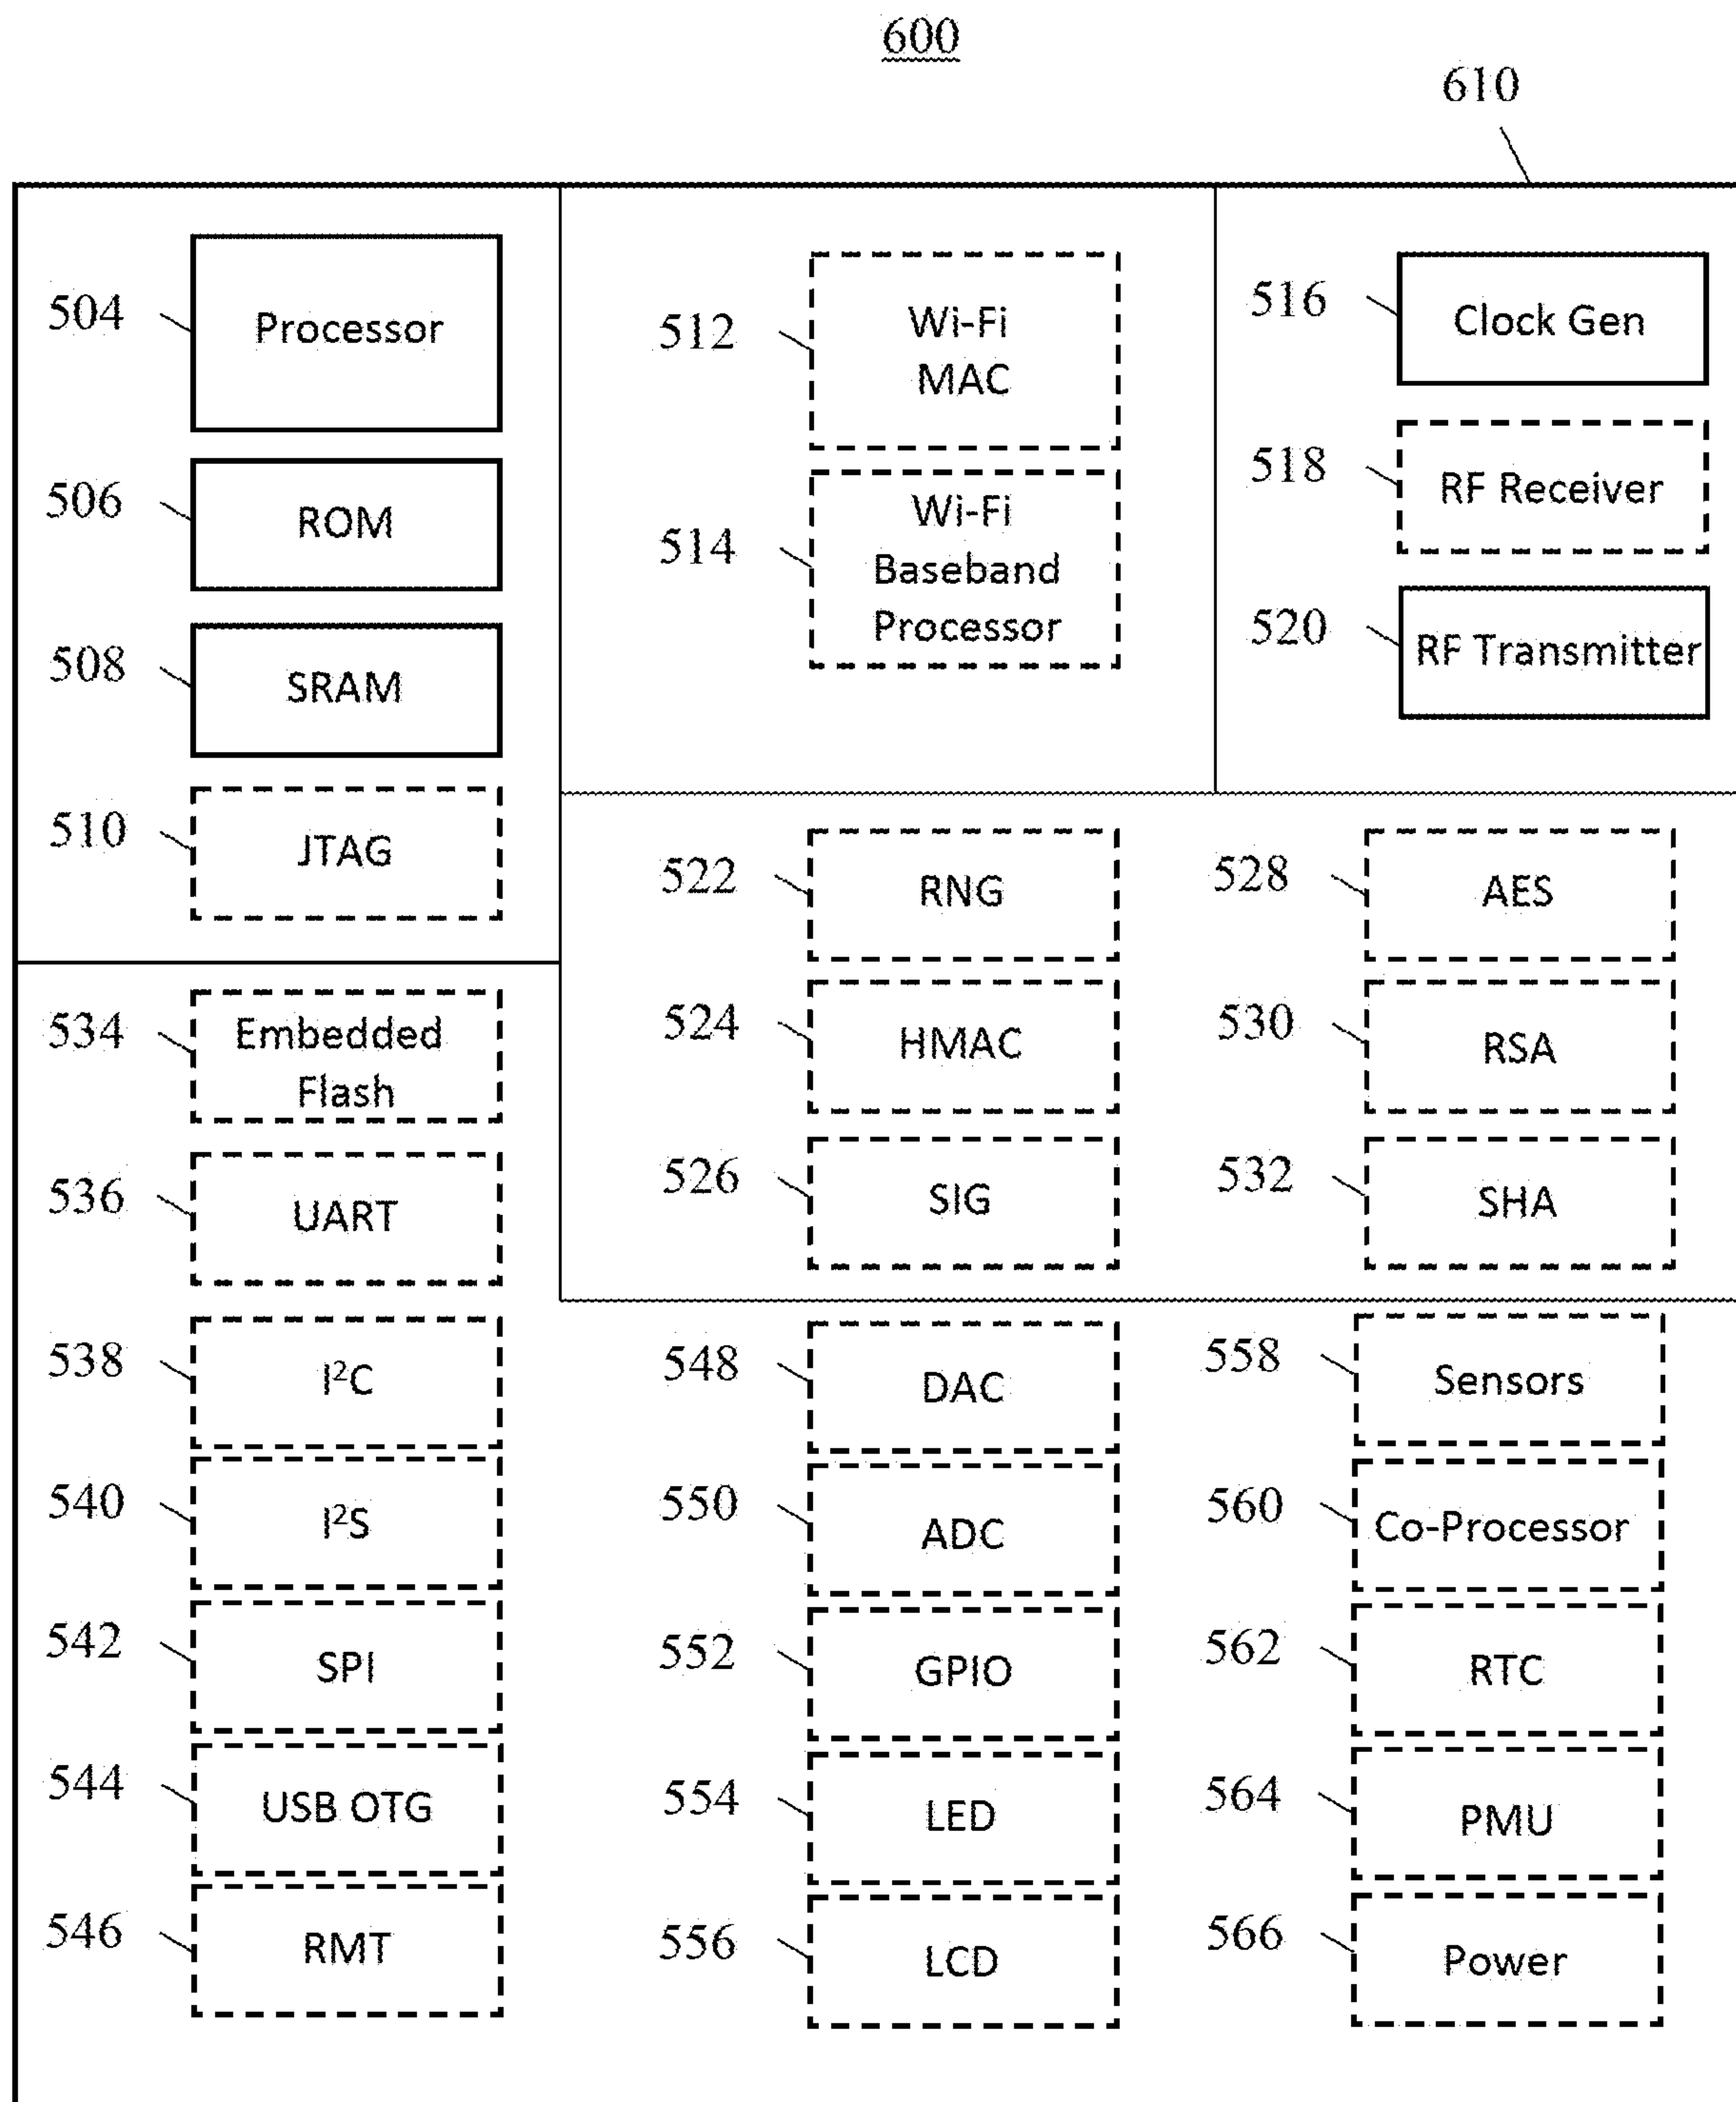 600
610
504
Processor
506
ROM
508
SRAM
510
JTAG
512
Wi-Fi
MAC
514
Wi-Fi
Baseband
Processor
516
Clock Gen
518
RF Receiver
520
RF Transmitter
522
RNG
524
HMAC
526
SIG
528
AES
530
RSA
532
SHA
534
Embedded
Flash
536
UART
538
I²C
540
I²S
542
SPI
544
USB OTG
546
RMT
548
DAC
550
ADC
552
GPIO
554
LED
556
LCD
558
Sensors
560
Co-Processor
562
RTC
564
PMU
566
Power